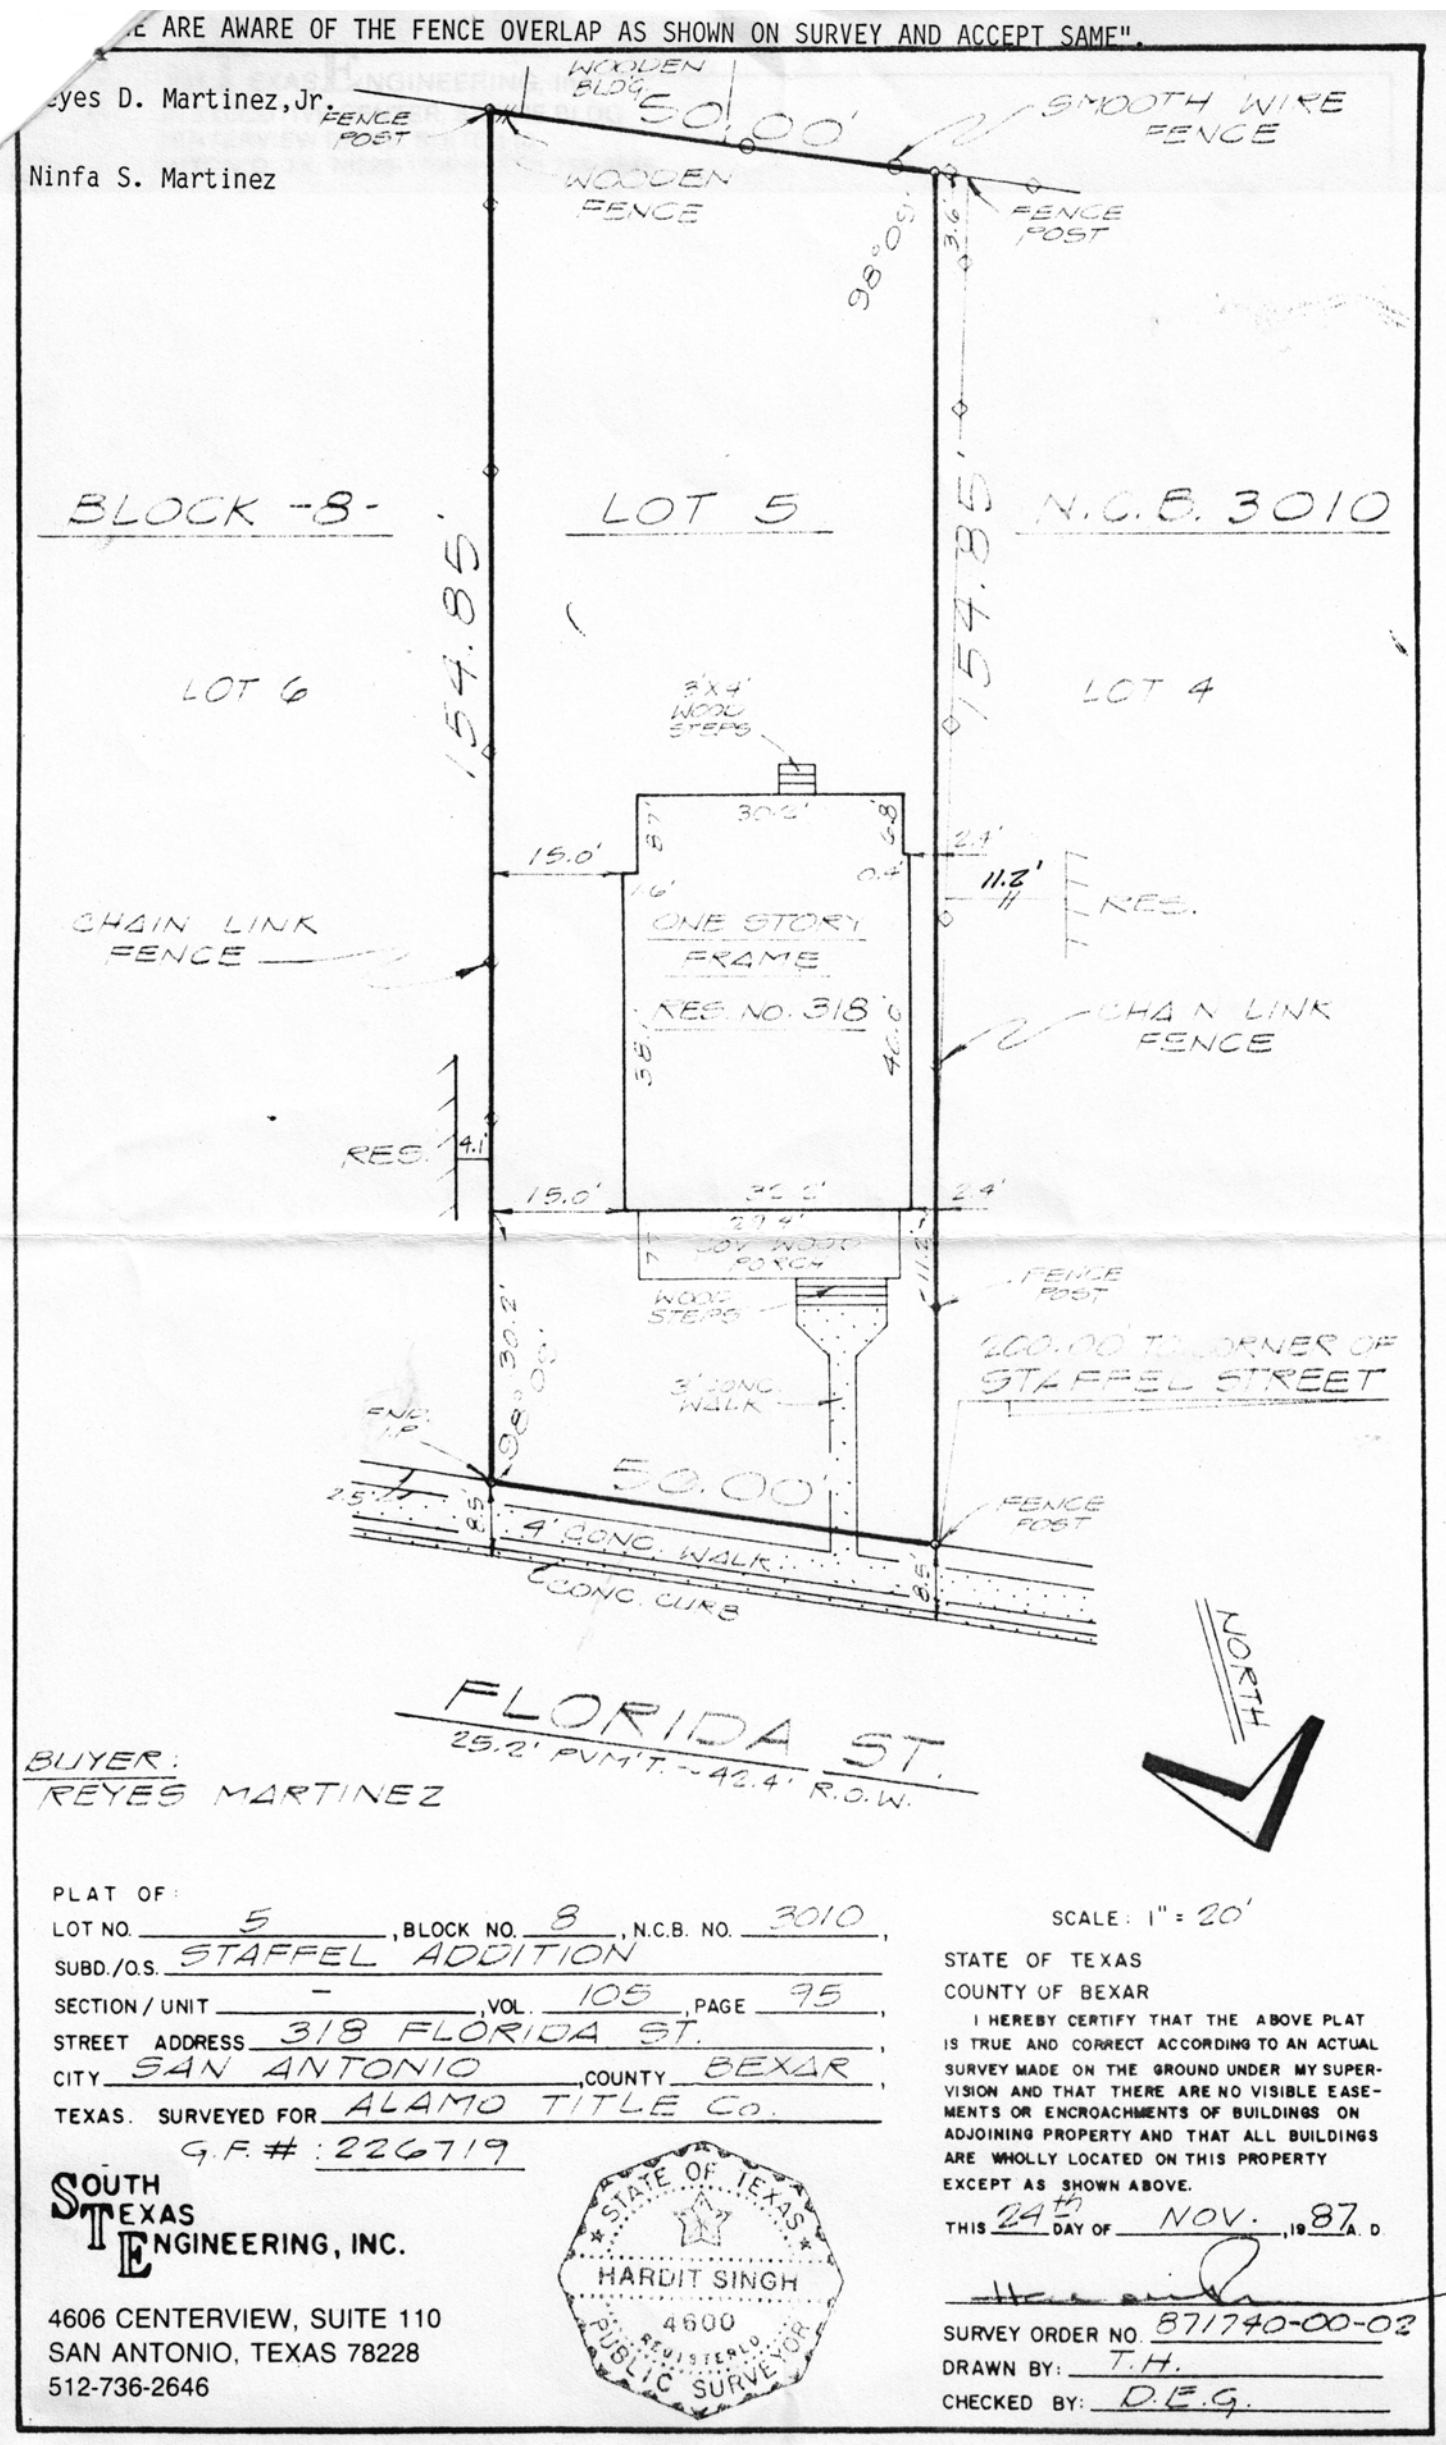 ARE AWARE OF THE FENCE OVERLAP AS SHOWN ON SURVEY AND ACCEPT SAME".
D. Martinez,Jr.
Ninfa S. Martinez
WOODEN
BLDG.
FENCE
POST
50.00'
SMOOTH WIRE
FENCE
WOODEN
FENCE
98°09'
3.6'
FENCE
POST
BLOCK -8-
LOT 5
N.C.B. 3010
154.85'
154.85'
LOT 6
LOT 4
3'X4'
WOOD
STEPS
30.2'
8.7'
6.8'
15.0'
2.4'
1.6'
0.4'
11.2'
RES.
CHAIN LINK
FENCE
ONE STORY
FRAME
RES. NO. 318
CHAIN LINK
FENCE
RES.
4.1'
15.0'
2.4'
29.4'
COV WOOD
PORCH
11.2'
WOOD
STEPS
FENCE
POST
30.2'
98°09'
200.00' TO CORNER OF
STAFFEL STREET
3' CONC.
WALK
FND.
I.P.
50.00'
2.5'
8.5'
FENCE
POST
4' CONC. WALK
8.5'
CONC. CURB
NORTH
FLORIDA ST.
25.2' PVM'T. ~ 42.4' R.O.W.
BUYER:
REYES MARTINEZ
PLAT OF:
LOT NO. 5, BLOCK NO. 8, N.C.B. NO. 3010,
SUBD./O.S. STAFFEL ADDITION
SECTION / UNIT -, VOL. 105, PAGE 95,
STREET ADDRESS 318 FLORIDA ST.,
CITY SAN ANTONIO, COUNTY BEXAR,
TEXAS. SURVEYED FOR ALAMO TITLE Co.
G.F. # : 226719
SOUTH
TEXAS
ENGINEERING, INC.
4606 CENTERVIEW, SUITE 110
SAN ANTONIO, TEXAS 78228
512-736-2646
STATE OF TEXAS
HARDIT SINGH
4600
REGISTERED
PUBLIC SURVEYOR
SCALE: 1" = 20'
STATE OF TEXAS
COUNTY OF BEXAR
I HEREBY CERTIFY THAT THE ABOVE PLAT
IS TRUE AND CORRECT ACCORDING TO AN ACTUAL
SURVEY MADE ON THE GROUND UNDER MY SUPER-
VISION AND THAT THERE ARE NO VISIBLE EASE-
MENTS OR ENCROACHMENTS OF BUILDINGS ON
ADJOINING PROPERTY AND THAT ALL BUILDINGS
ARE WHOLLY LOCATED ON THIS PROPERTY
EXCEPT AS SHOWN ABOVE.
THIS 24th DAY OF NOV., 1987 A. D.
SURVEY ORDER NO. 871740-00-02
DRAWN BY: T.H.
CHECKED BY: D.E.G.